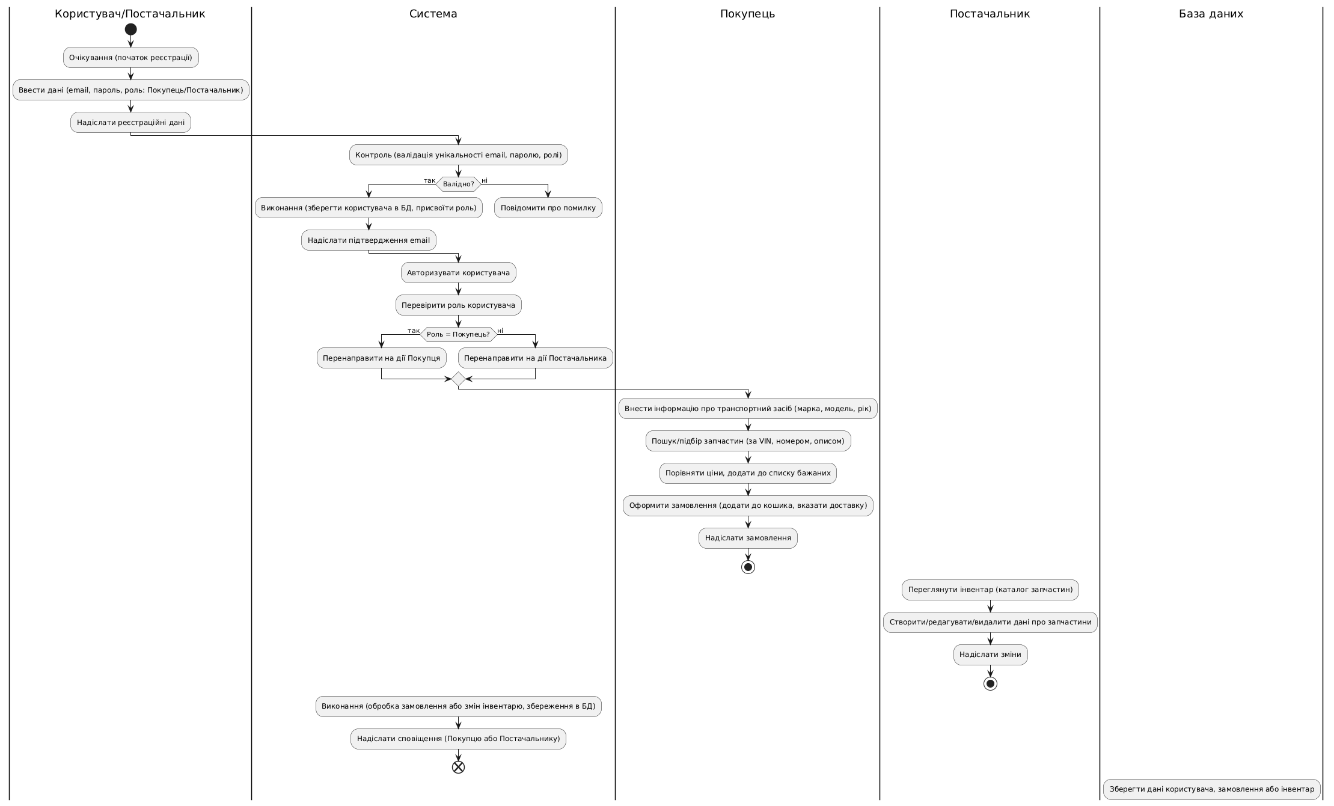 Користувач/Постачальник
Система
Покупець
Постачальник
База даних
Очікування (початок реєстрації)
Ввести дані (email, пароль, роль: Покупець/Постачальник)
Надіслати реєстраційні дані
Контроль (валідація унікальності email, паролю, ролі)
так
Валідно?
ні
Виконання (зберегти користувача в БД, присвоїти роль)
Повідомити про помилку
Надіслати підтвердження email
Авторизувати користувача
Перевірити роль користувача
так
Роль = Покупець?
ні
Перенаправити на дії Покупця
Перенаправити на дії Постачальника
Внести інформацію про транспортний засіб (марка, модель, рік)
Пошук/підбір запчастин (за VIN, номером, описом)
Порівняти ціни, додати до списку бажаних
Оформити замовлення (додати до кошика, вказати доставку)
Надіслати замовлення
Переглянути інвентар (каталог запчастин)
Створити/редагувати/видалити дані про запчастини
Надіслати зміни
Виконання (обробка замовлення або змін інвентарю, збереження в БД)
Надіслати сповіщення (Покупцю або Постачальнику)
Зберегти дані користувача, замовлення або інвентар